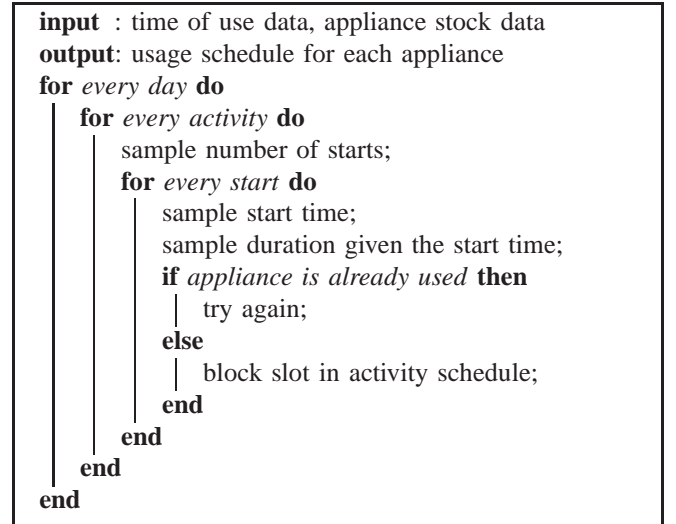 input : time of use data, appliance stock data
output: usage schedule for each appliance
for every day do
for every activity do
sample number of starts;
for every start do
sample start time;
sample duration given the start time;
if appliance is already used then
try again;
else
block slot in activity schedule;
end
end
end
end